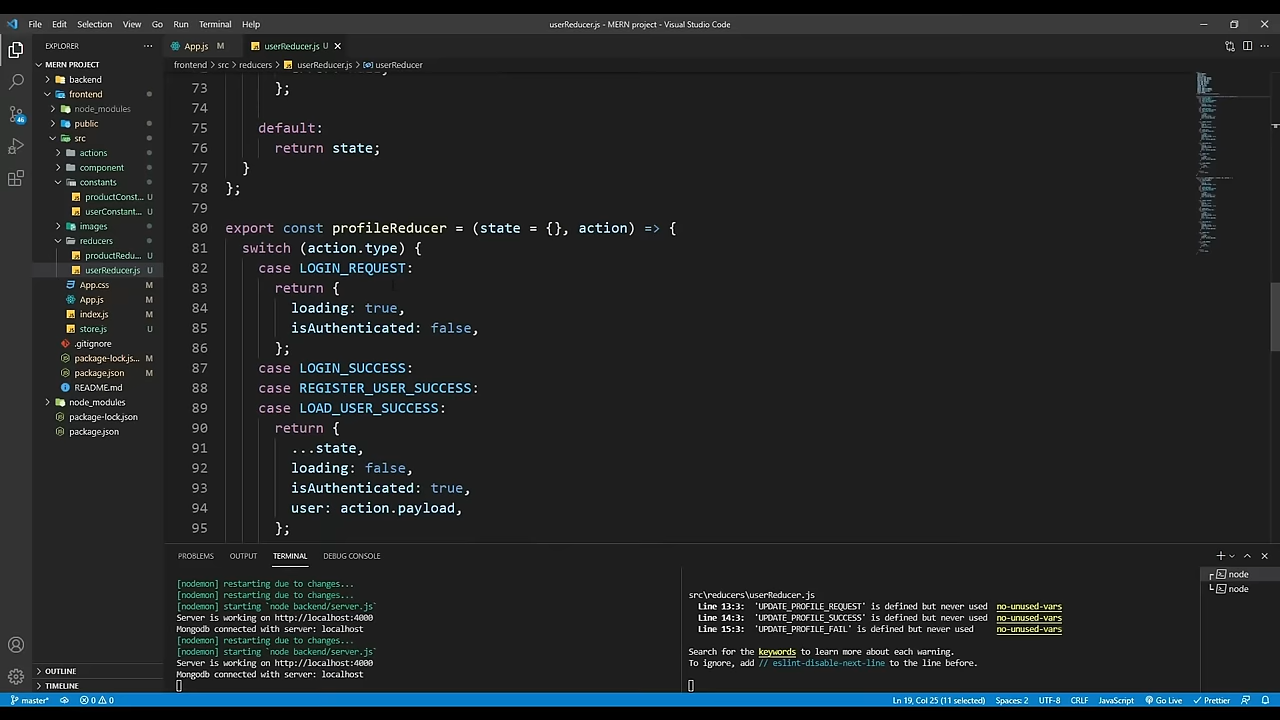 File Edit Selection View Go Run Terminal Help
userReducer.js - MERN project - Visual Studio Code
EXPLORER
App.js M
userReducer.js U
MERN PROJECT
backend
frontend
node_modules
public
src
actions
component
constants
productConst... U
userConstant... U
images
reducers
productRedu... U
userReducer.js U
App.css M
App.js M
index.js M
store.js U
.gitignore
package-lock.js... M
package.json M
README.md
node_modules
package-lock.json
package.json
OUTLINE
TIMELINE
frontend > src > reducers > userReducer.js > userReducer
73 };
74
75 default:
76 return state;
77 }
78 };
79
80 export const profileReducer = (state = {}, action) => {
81 switch (action.type) {
82 case LOGIN_REQUEST:
83 return {
84 loading: true,
85 isAuthenticated: false,
86 };
87 case LOGIN_SUCCESS:
88 case REGISTER_USER_SUCCESS:
89 case LOAD_USER_SUCCESS:
90 return {
91 ...state,
92 loading: false,
93 isAuthenticated: true,
94 user: action.payload,
95 };
PROBLEMS OUTPUT TERMINAL DEBUG CONSOLE
[nodemon] restarting due to changes...
[nodemon] restarting due to changes...
[nodemon] starting `node backend/server.js`
Server is working on http://localhost:4000
Mongodb connected with server: localhost
[nodemon] restarting due to changes...
[nodemon] starting `node backend/server.js`
Server is working on http://localhost:4000
Mongodb connected with server: localhost
src\reducers\userReducer.js
Line 13:3: 'UPDATE_PROFILE_REQUEST' is defined but never used no-unused-vars
Line 14:3: 'UPDATE_PROFILE_SUCCESS' is defined but never used no-unused-vars
Line 15:3: 'UPDATE_PROFILE_FAIL' is defined but never used no-unused-vars
Search for the keywords to learn more about each warning.
To ignore, add // eslint-disable-next-line to the line before.
node
node
46
master* 0 0
Ln 19, Col 25 (11 selected) Spaces: 2 UTF-8 CRLF JavaScript Go Live Prettier